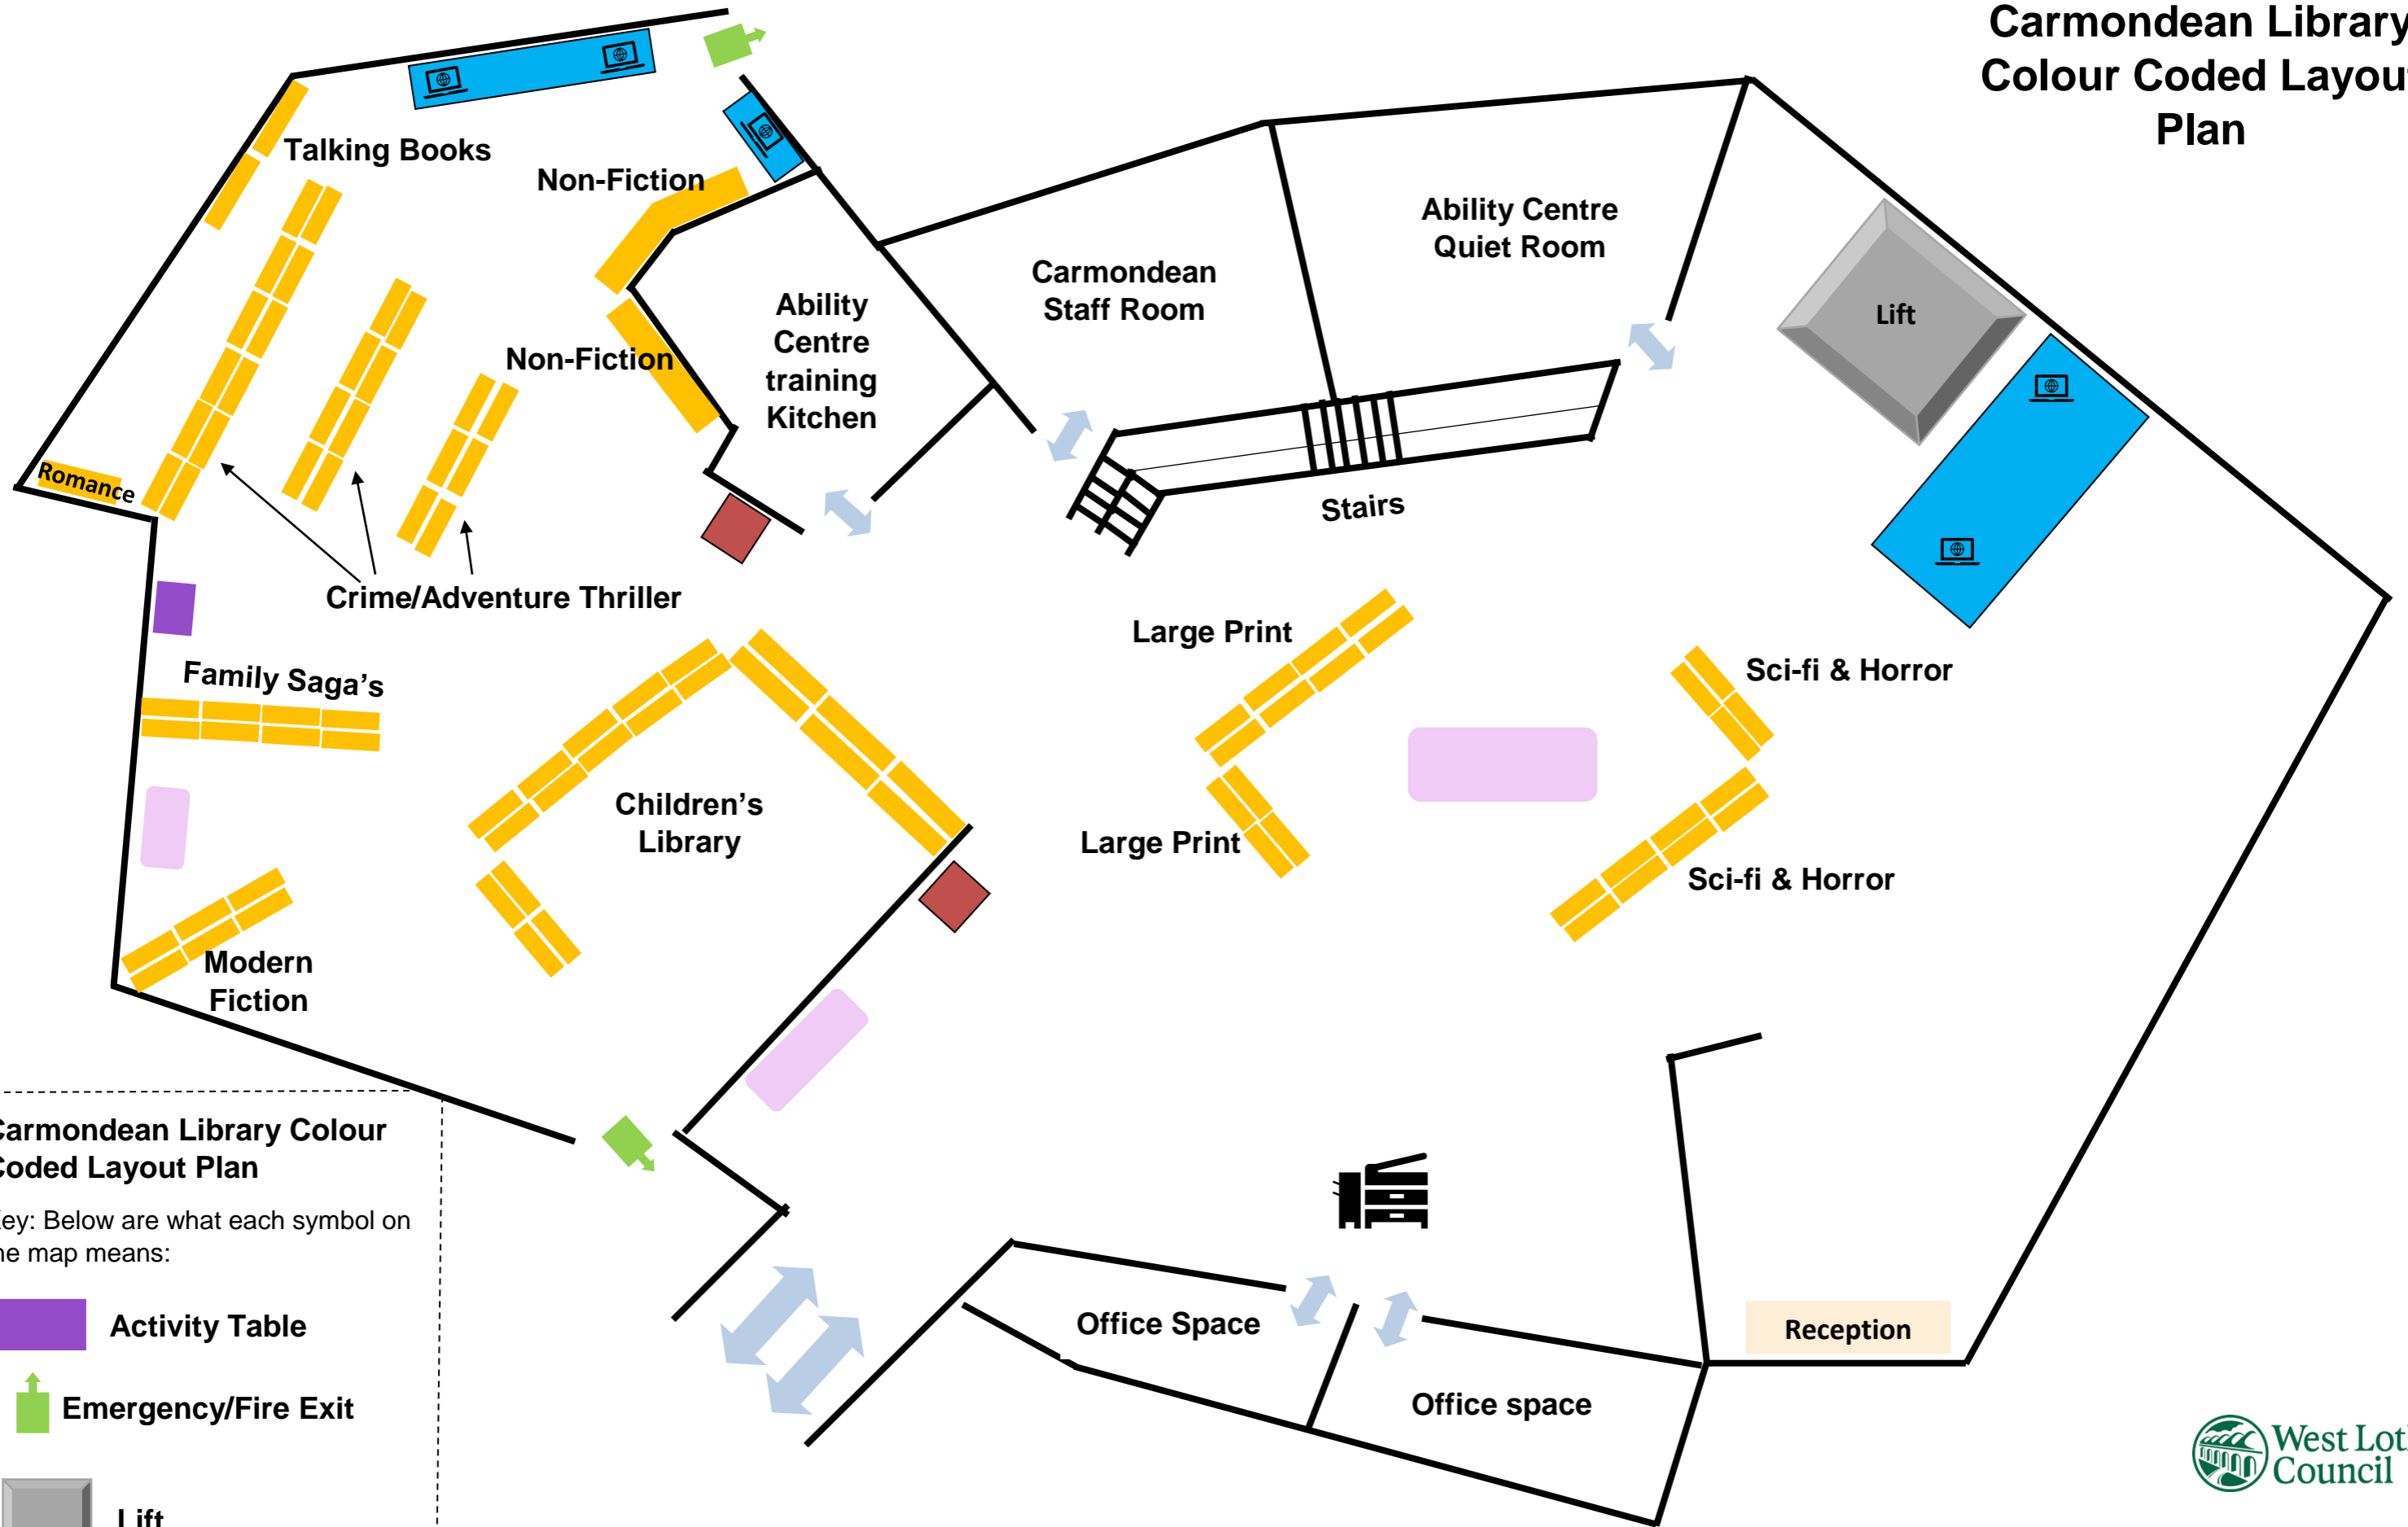 Carmondean Library
Colour Coded Layout
Plan
Talking Books
Non-Fiction
Ability Centre
Quiet Room
Carmondean
Staff Room
Lift
Ability
Centre
training
Kitchen
Non-Fiction
Romance
Stairs
Crime/Adventure Thriller
Large Print
Family Saga's
Sci-fi & Horror
Children's
Library
Large Print
Sci-fi & Horror
Modern
Fiction
Carmondean Library Colour
Coded Layout Plan
Key: Below are what each symbol on
the map means:
Activity Table
Emergency/Fire Exit
Lift
Office Space
Office space
Reception
West Lot
Council